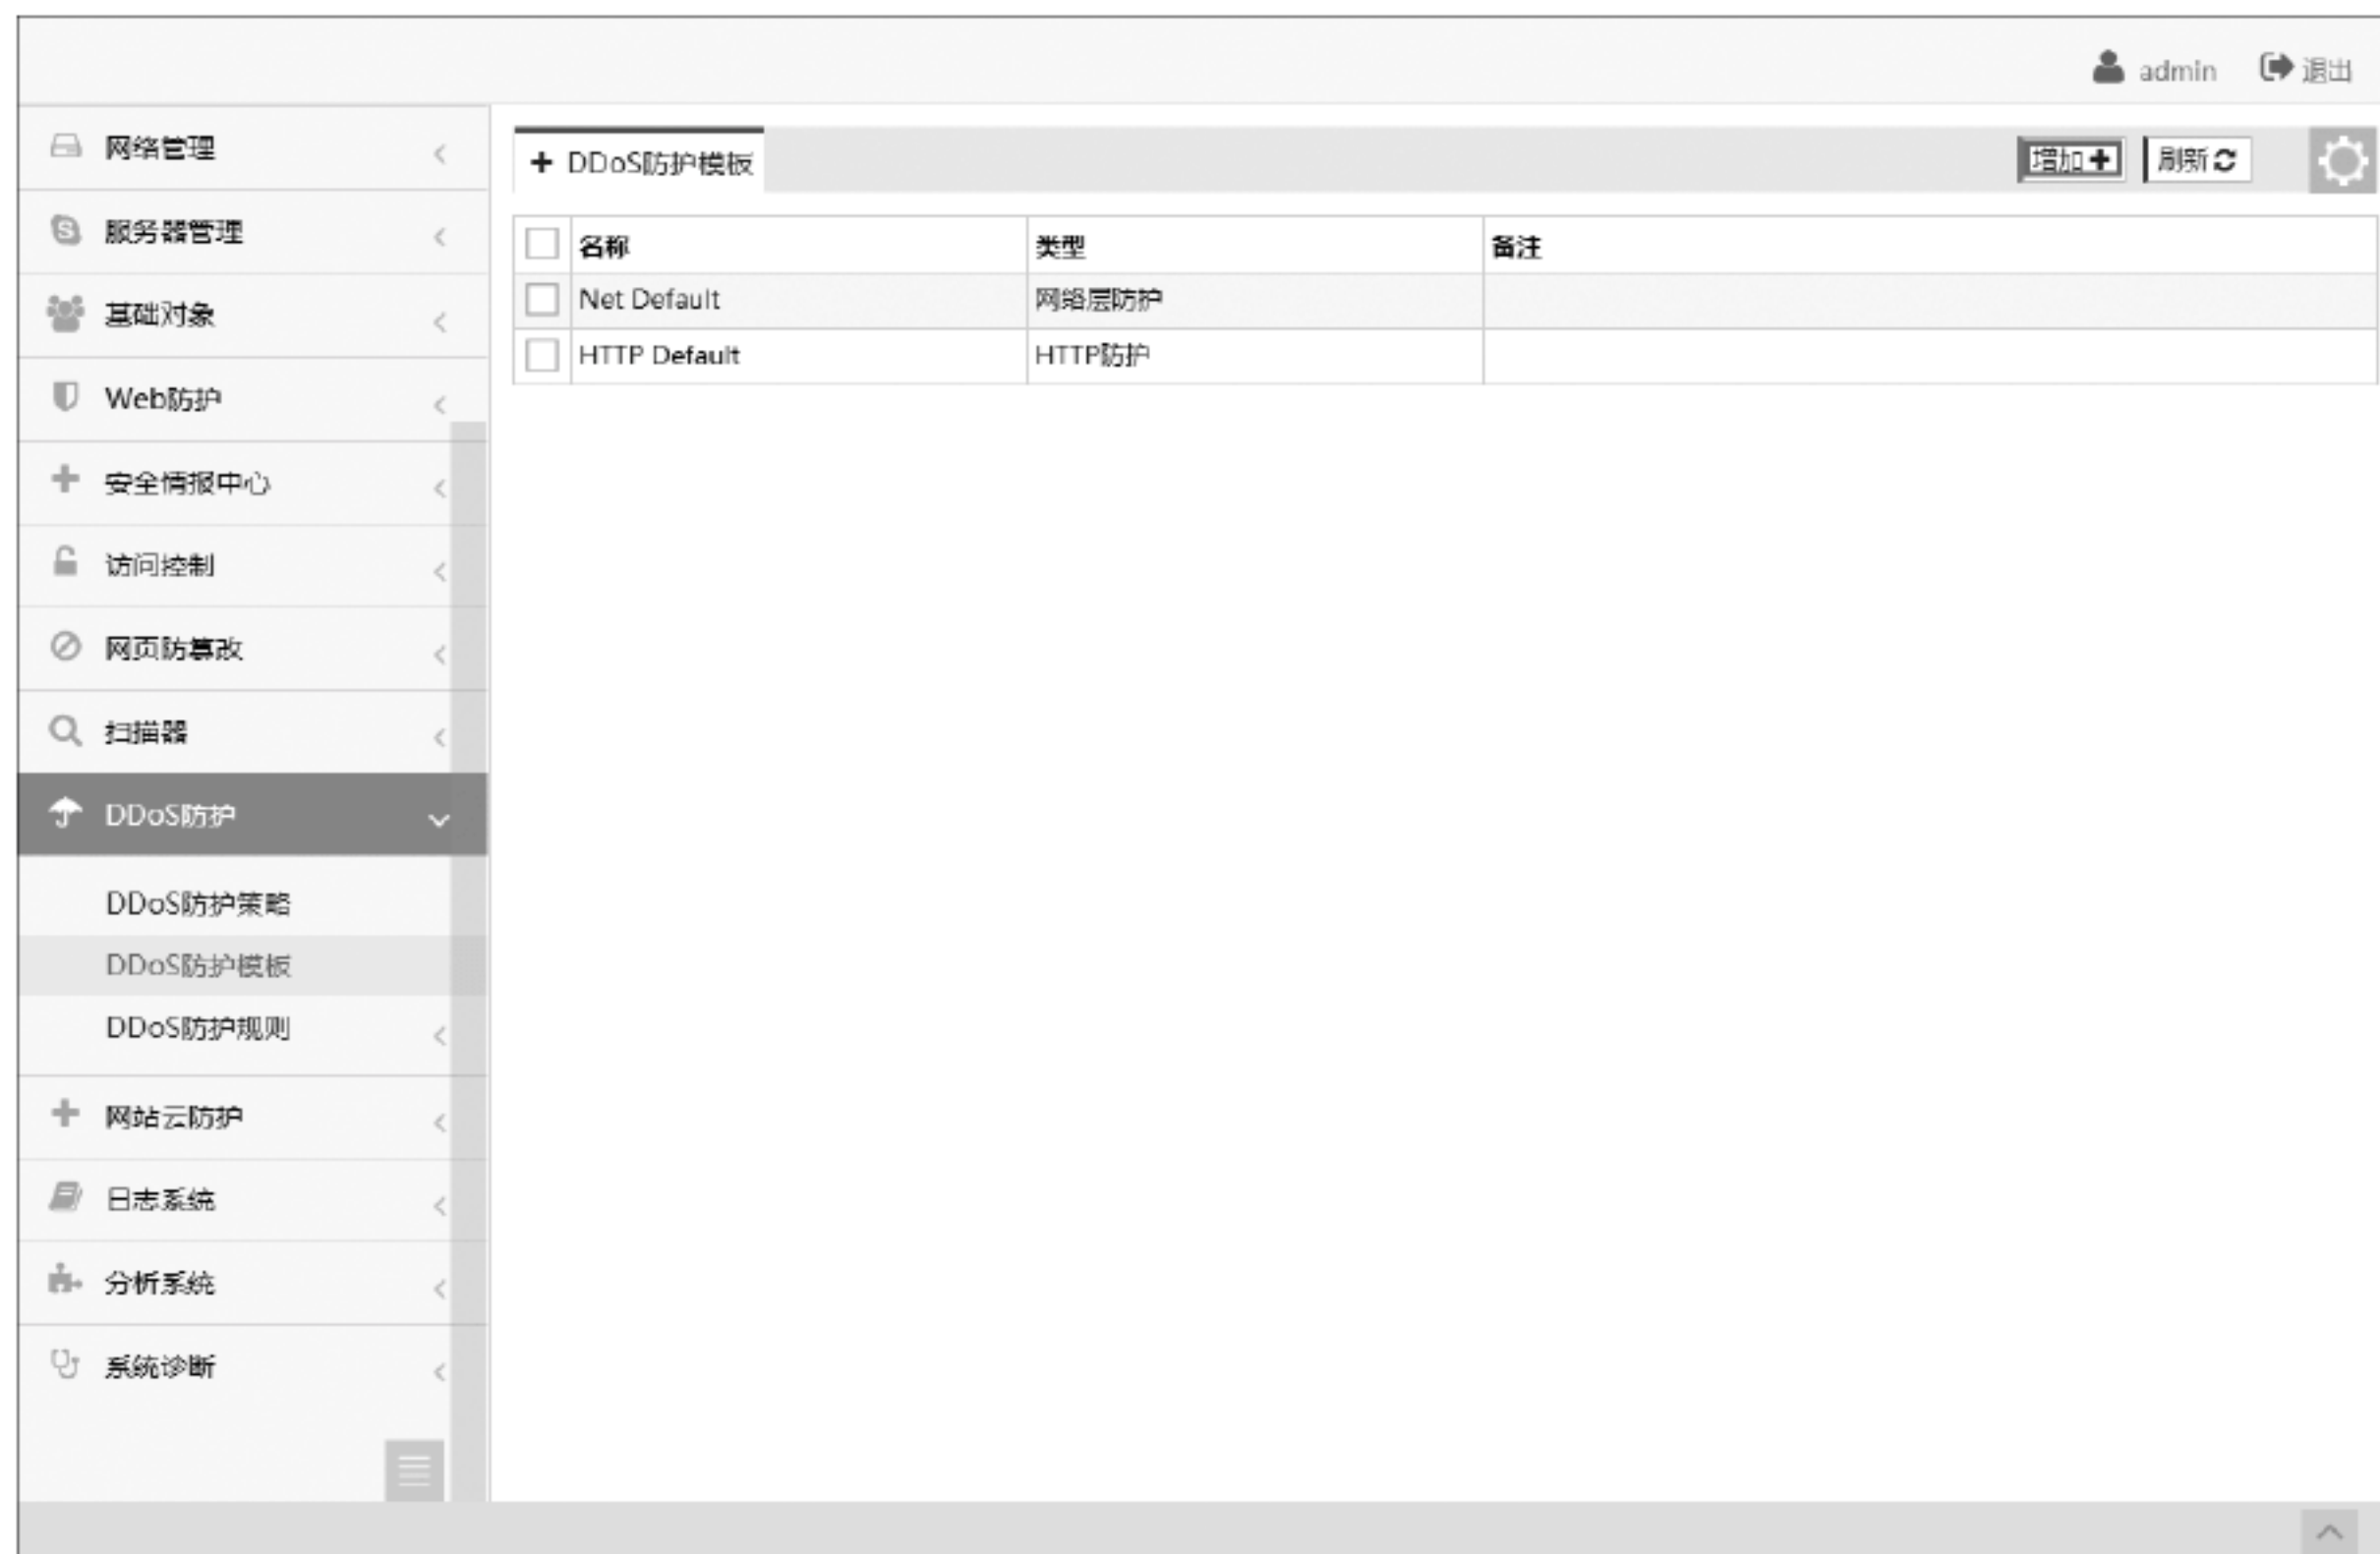 admin 退出
网络管理
服务器管理
基础对象
Web防护
安全情报中心
访问控制
网页防篡改
扫描器
DDoS防护
DDoS防护策略
DDoS防护模板
DDoS防护规则
网站云防护
日志系统
分析系统
系统诊断
DDoS防护模板 增加 刷新
名称 类型 备注
Net Default 网络层防护
HTTP Default HTTP防护